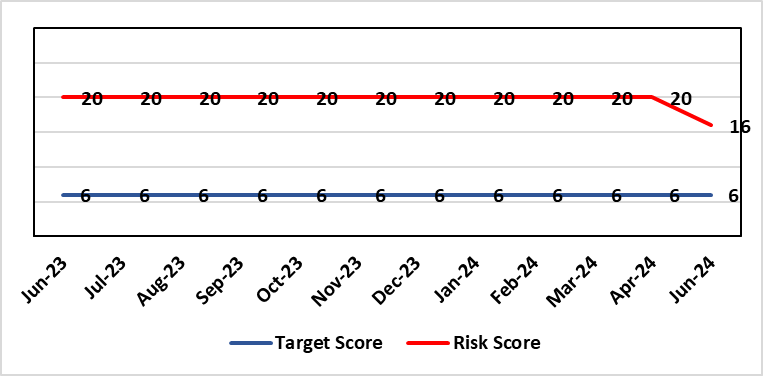 20 20 20 20 20 20 20 20 20 20 20 16
6 6 6 6 6 6 6 6 6 6 6 6
Jun-23 Jul-23 Aug-23 Sep-23 Oct-23 Nov-23 Dec-23 Jan-24 Feb-24 Mar-24 Apr-24 Jun-24
Target Score Risk Score